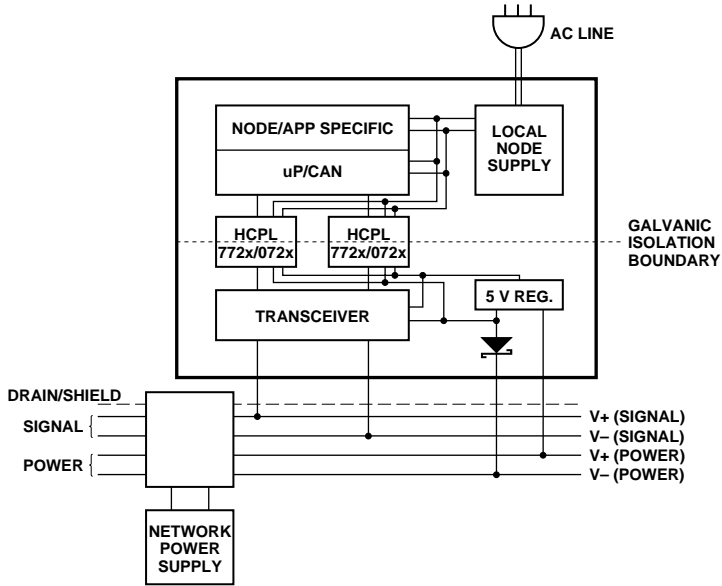 AC LINE
NODE/APP SPECIFIC
uP/CAN
LOCAL
NODE
SUPPLY
HCPL
772x/072x
HCPL
772x/072x
GALVANIC
ISOLATION
BOUNDARY
5 V REG.
TRANSCEIVER
DRAIN/SHIELD
SIGNAL
POWER
V+ (SIGNAL)
V– (SIGNAL)
V+ (POWER)
V– (POWER)
NETWORK
POWER
SUPPLY